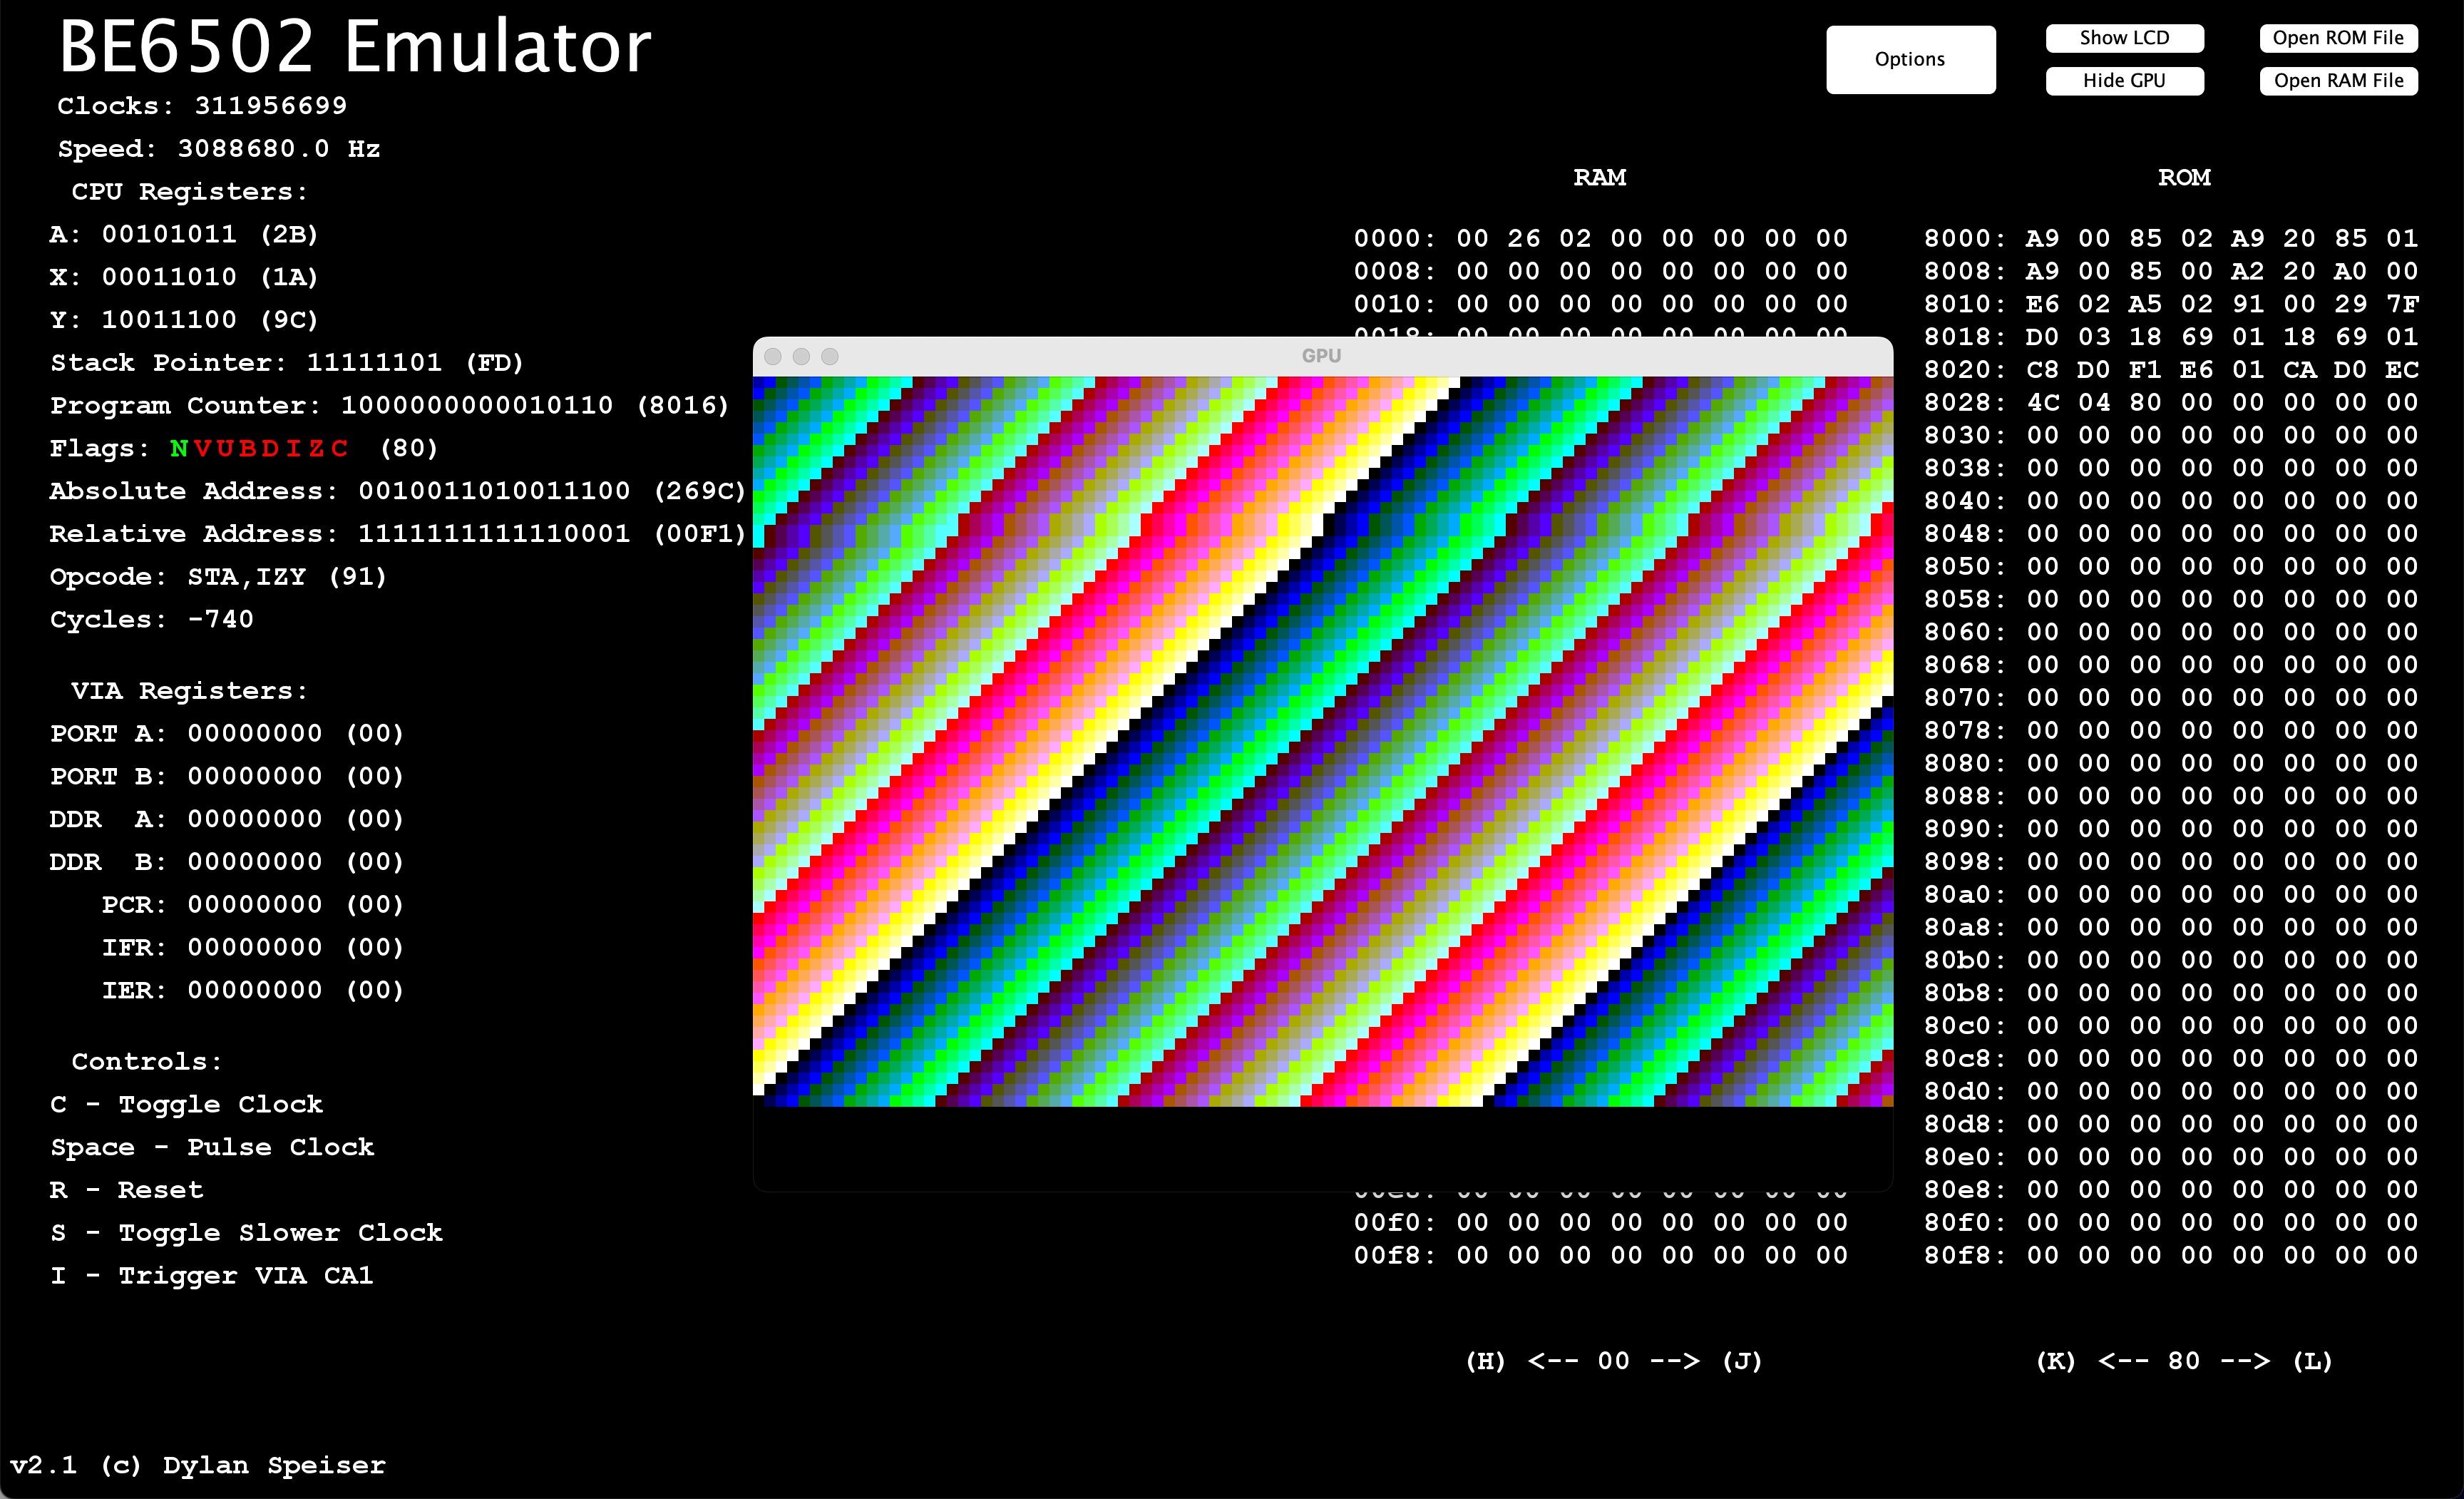 BE6502 Emulator
Options
Show LCD
Open ROM File
Hide GPU
Open RAM File
Clocks: 311956699
Speed: 3088680.0 Hz
CPU Registers:
A: 00101011 (2B)
X: 00011010 (1A)
Y: 10011100 (9C)
Stack Pointer: 11111101 (FD)
Program Counter: 1000000000010110 (8016)
Flags: NVUBDIZC (80)
Absolute Address: 0010011010011100 (269C)
Relative Address: 1111111111110001 (00F1)
Opcode: STA,IZY (91)
Cycles: -740
VIA Registers:
PORT A: 00000000 (00)
PORT B: 00000000 (00)
DDR A: 00000000 (00)
DDR B: 00000000 (00)
PCR: 00000000 (00)
IFR: 00000000 (00)
IER: 00000000 (00)
Controls:
C - Toggle Clock
Space - Pulse Clock
R - Reset
S - Toggle Slower Clock
I - Trigger VIA CA1
GPU
RAM
0000: 00 26 02 00 00 00 00 00
0008: 00 00 00 00 00 00 00 00
0010: 00 00 00 00 00 00 00 00
0018: 00 00 00 00 00 00 00 00
00e8: 00 00 00 00 00 00 00 00
00f0: 00 00 00 00 00 00 00 00
00f8: 00 00 00 00 00 00 00 00
(H) <-- 00 --> (J)
ROM
8000: A9 00 85 02 A9 20 85 01
8008: A9 00 85 00 A2 20 A0 00
8010: E6 02 A5 02 91 00 29 7F
8018: D0 03 18 69 01 18 69 01
8020: C8 D0 F1 E6 01 CA D0 EC
8028: 4C 04 80 00 00 00 00 00
8030: 00 00 00 00 00 00 00 00
8038: 00 00 00 00 00 00 00 00
8040: 00 00 00 00 00 00 00 00
8048: 00 00 00 00 00 00 00 00
8050: 00 00 00 00 00 00 00 00
8058: 00 00 00 00 00 00 00 00
8060: 00 00 00 00 00 00 00 00
8068: 00 00 00 00 00 00 00 00
8070: 00 00 00 00 00 00 00 00
8078: 00 00 00 00 00 00 00 00
8080: 00 00 00 00 00 00 00 00
8088: 00 00 00 00 00 00 00 00
8090: 00 00 00 00 00 00 00 00
8098: 00 00 00 00 00 00 00 00
80a0: 00 00 00 00 00 00 00 00
80a8: 00 00 00 00 00 00 00 00
80b0: 00 00 00 00 00 00 00 00
80b8: 00 00 00 00 00 00 00 00
80c0: 00 00 00 00 00 00 00 00
80c8: 00 00 00 00 00 00 00 00
80d0: 00 00 00 00 00 00 00 00
80d8: 00 00 00 00 00 00 00 00
80e0: 00 00 00 00 00 00 00 00
80e8: 00 00 00 00 00 00 00 00
80f0: 00 00 00 00 00 00 00 00
80f8: 00 00 00 00 00 00 00 00
(K) <-- 80 --> (L)
v2.1 (c) Dylan Speiser